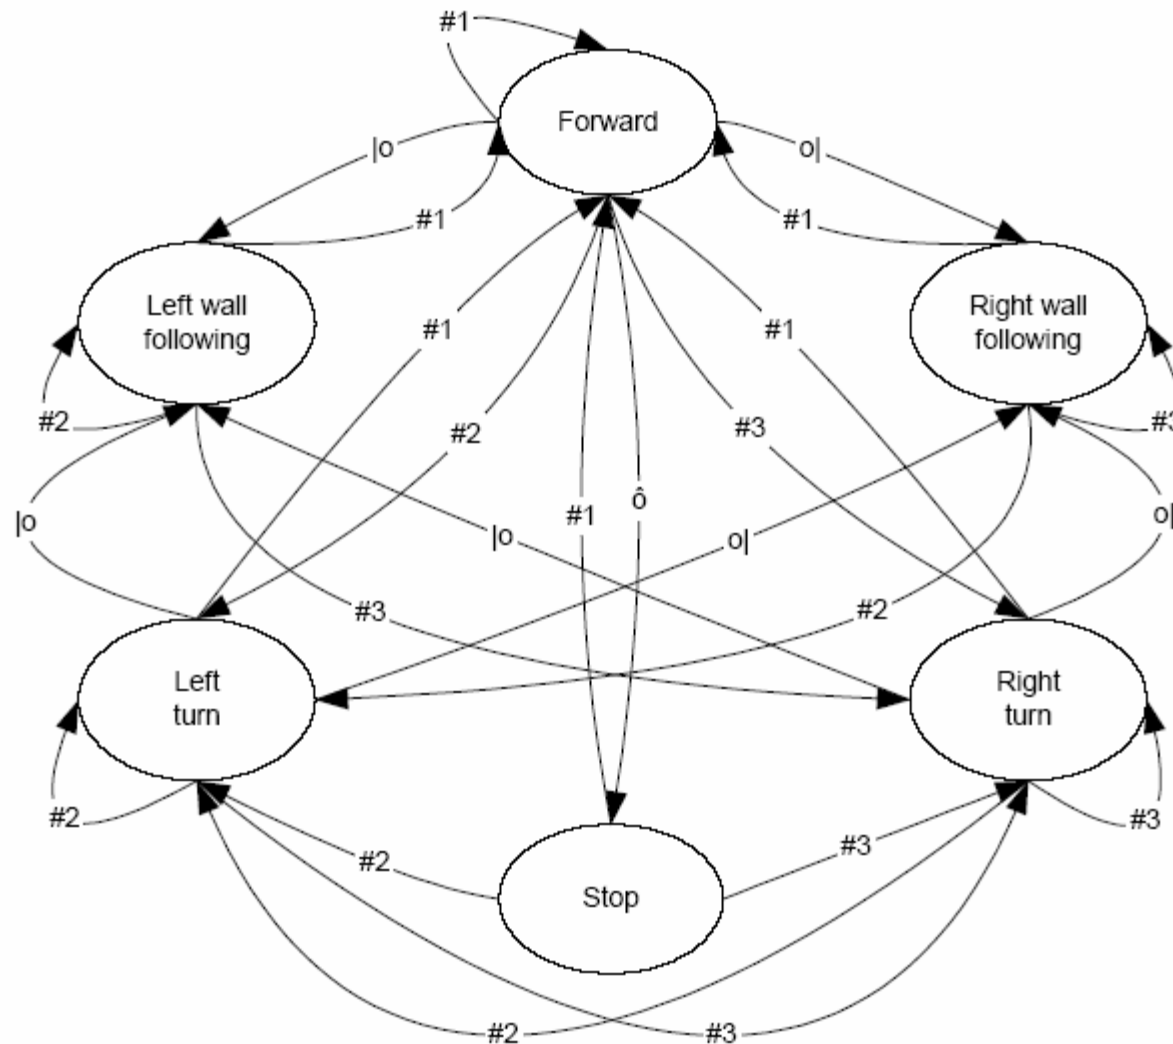 #1
Forward
|o
o|
#1
#1
Left wall
following
Right wall
following
#1
#1
#2
#3
#2
#3
|o
#1
ô
|o
o|
o|
#3
#2
Left
turn
Right
turn
#2
#3
#2
#3
Stop
#2
#3